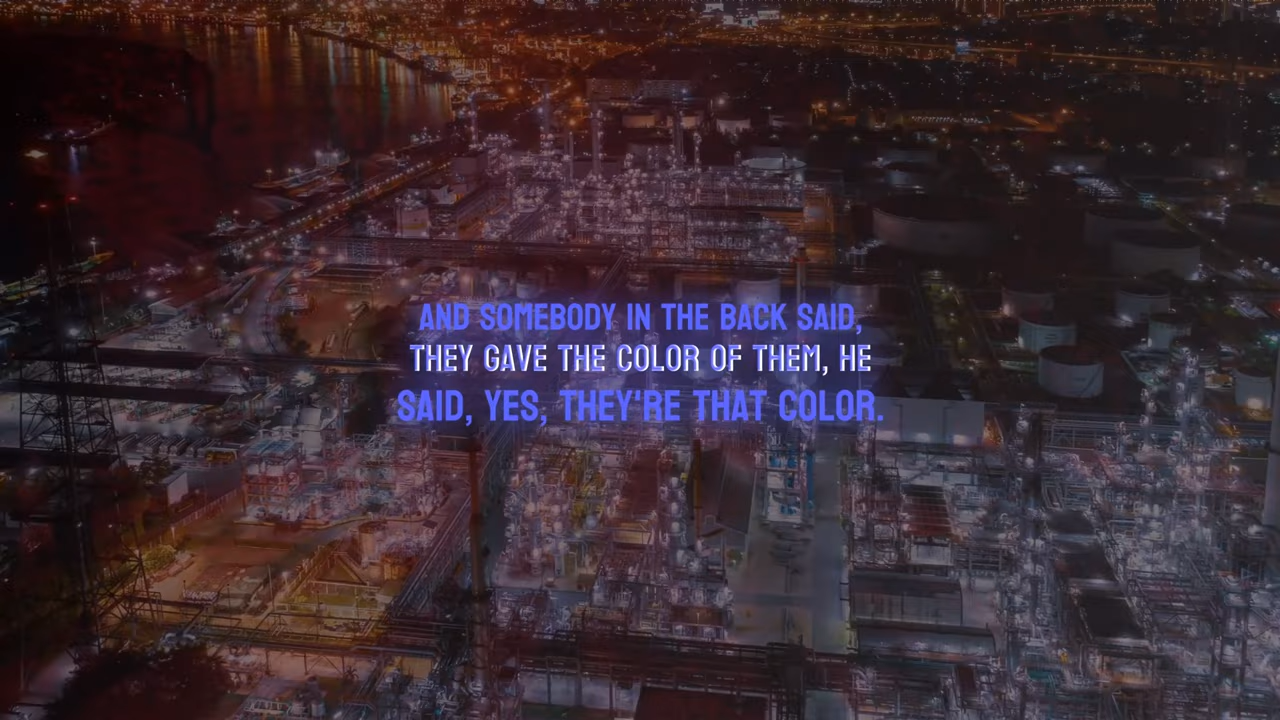 AND SOMEBODY IN THE BACK SAID,
THEY GAVE THE COLOR OF THEM, HE
SAID, YES, THEY'RE THAT COLOR.